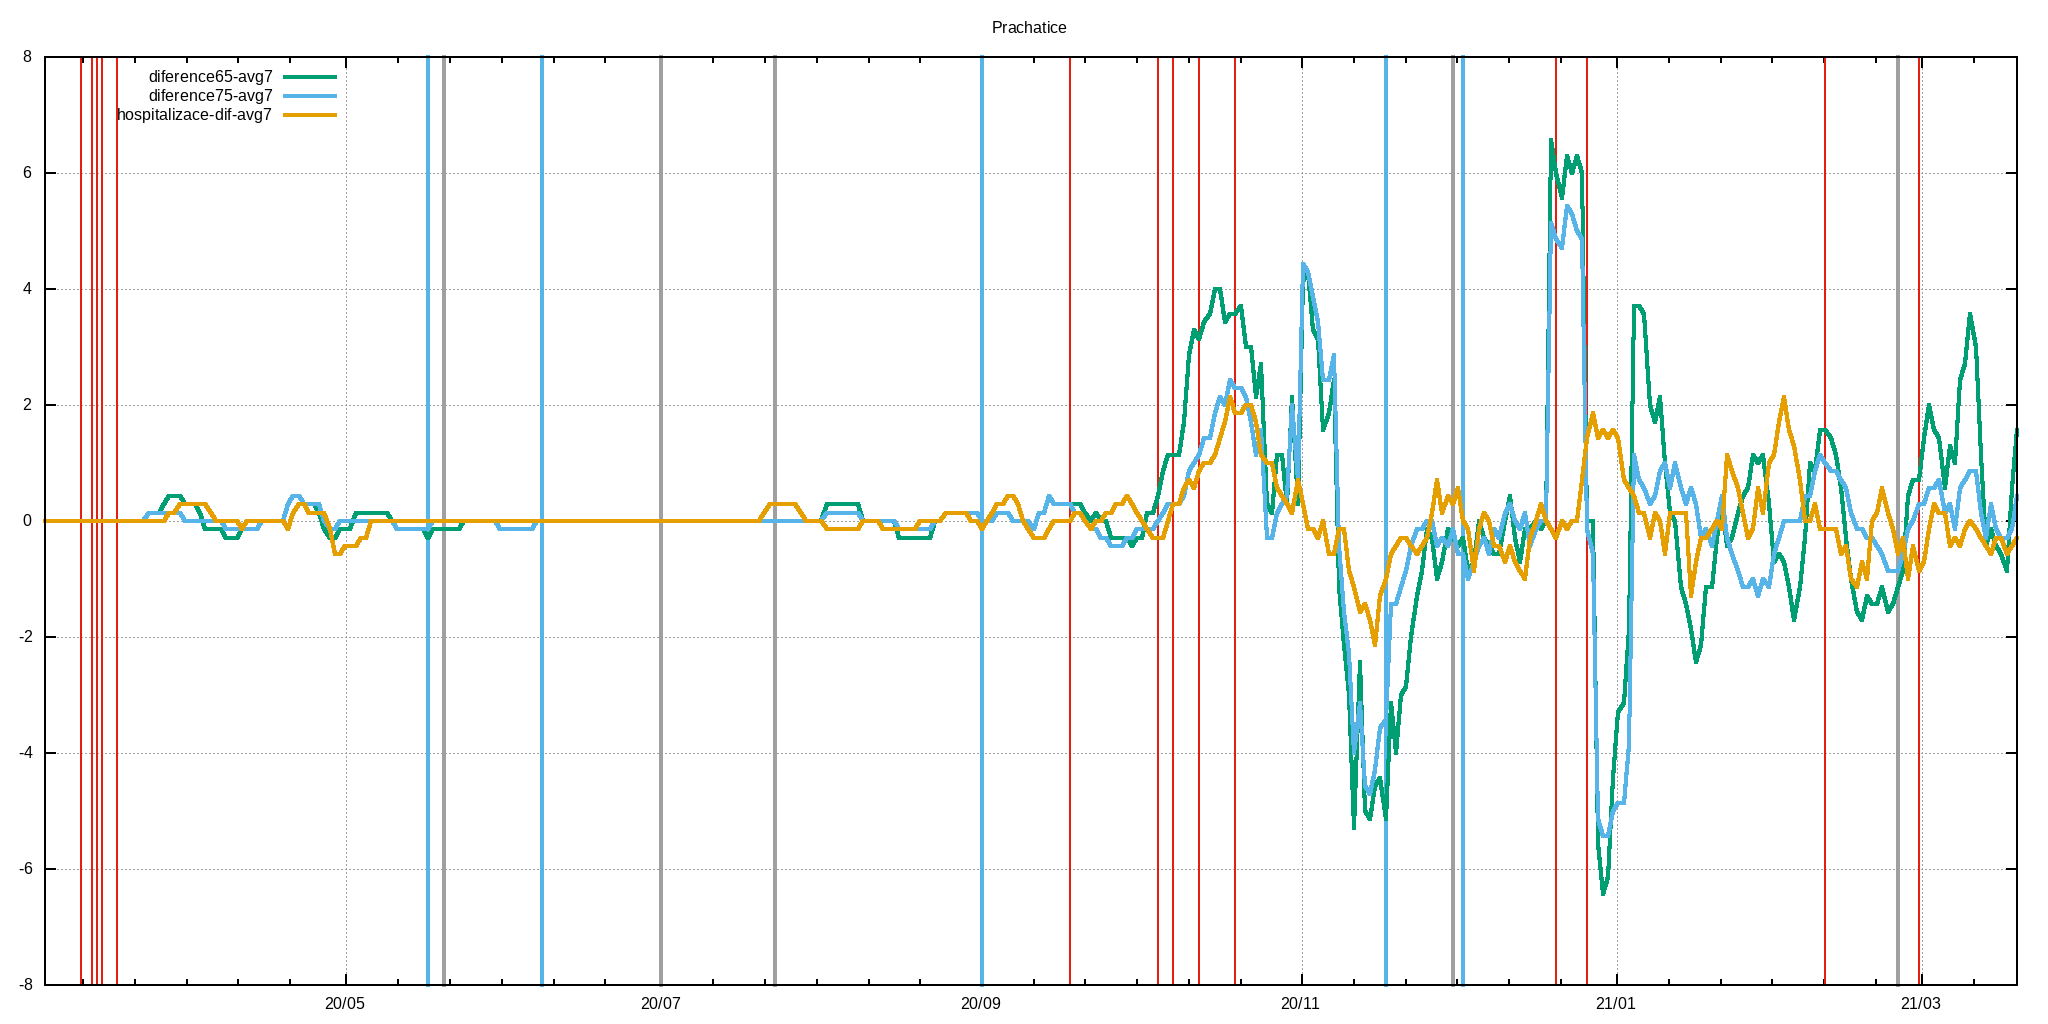 Prachatice
diference65-avg7
diference75-avg7
hospitalizace-dif-avg7
8
6
4
2
0
-2
-4
-6
-8
20/05 20/07 20/09 20/11 21/01 21/03